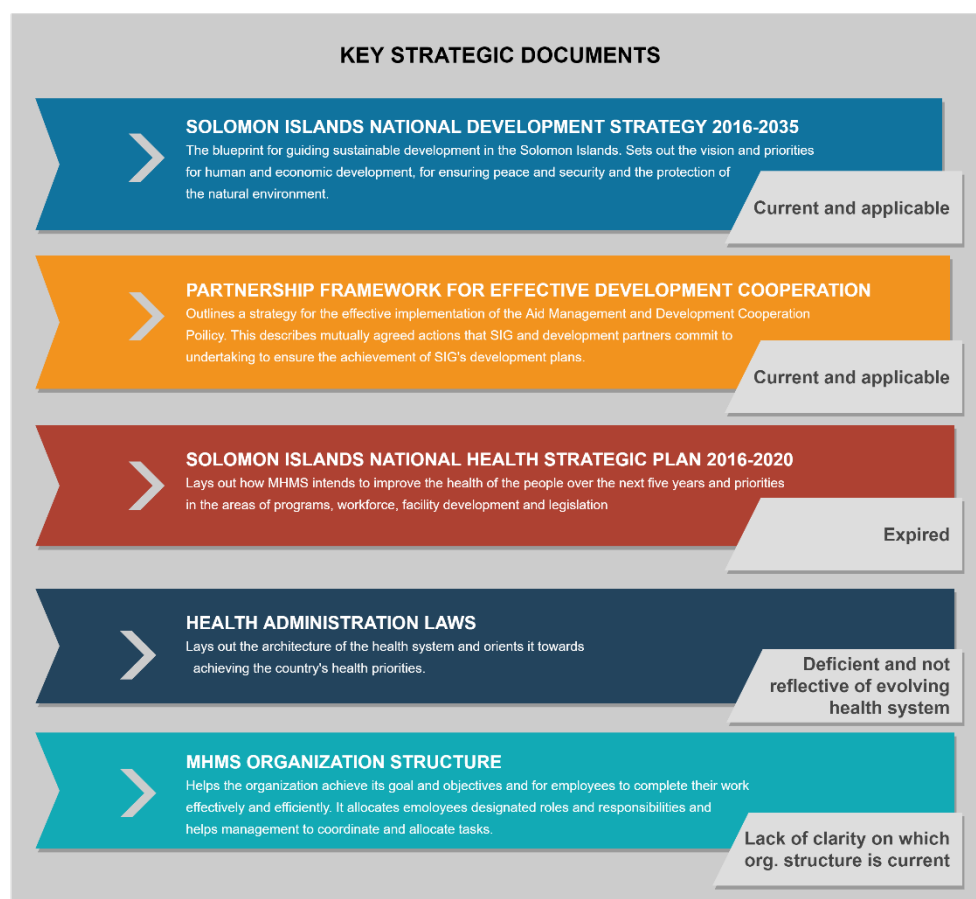 KEY STRATEGIC DOCUMENTS
SOLOMON ISLANDS NATIONAL DEVELOPMENT STRATEGY 2016-2035
The blueprint for guiding sustainable development in the Solomon Islands. Sets out the vision and priorities
for human and economic development, for ensuring peace and security and the protection of
the natural environment.
Current and applicable
PARTNERSHIP FRAMEWORK FOR EFFECTIVE DEVELOPMENT COOPERATION
Outlines a strategy for the effective implementation of the Aid Management and Development Cooperation
Poilicy. This describes mutually agreed actions that SIG and development partners commit to
undertaking to ensure the achievement of SIG's development plans.
Current and applicable
SOLOMON ISLANDS NATIONAL HEALTH STRATEGIC PLAN 2016-2020
Lays out how MHMS intends to improve the health of the people over the next five years and priorities
in the areas of programs, workforce, facility development and legislation
Expired
HEALTH ADMINISTRATION LAWS
Lays out the architecture of the health system and orients it towards
achieving the country's health priorities.
Deficient and not
reflective of evolving
health system
MHMS ORGANIZATION STRUCTURE
Helps the organization achieve its goal and objectives and for employees to complete their work
effectively and efficiently. It allocates emoloyees designated roles and responsibilities and
helps management to coordinate and allocate tasks.
Lack of clarity on which
org. structure is current